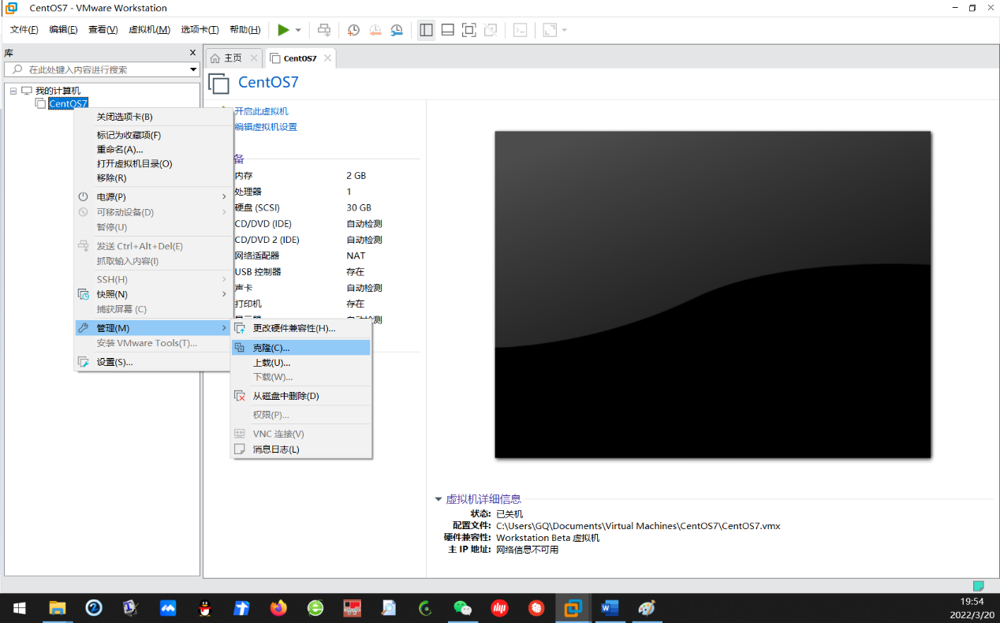 CentOS7 - VMware Workstation
文件(F) 编辑(E) 查看(V) 虚拟机(M) 选项卡(T) 帮助(H)
库
在此处键入内容进行搜索
我的计算机
CentOS7
主页
CentOS7
CentOS7
开启此虚拟机
编辑虚拟机设置
备
内存 2 GB
处理器 1
硬盘 (SCSI) 30 GB
CD/DVD (IDE) 自动检测
CD/DVD 2 (IDE) 自动检测
网络适配器 NAT
USB 控制器 存在
声卡 自动检测
打印机 存在
显示器 自动检测
关闭选项卡(B)
标记为收藏项(F)
重命名(A)...
打开虚拟机目录(O)
移除(R)
电源(P)
可移动设备(D)
暂停(U)
发送 Ctrl+Alt+Del(E)
抓取输入内容(I)
SSH(H)
快照(N)
捕获屏幕 (C)
管理(M)
安装 VMware Tools(T)...
设置(S)...
更改硬件兼容性(H)...
克隆(C)...
上载(U)...
下载(W)...
从磁盘中删除(D)
权限(P)...
VNC 连接(V)
消息日志(L)
虚拟机详细信息
状态: 已关机
配置文件: C:\Users\GQ\Documents\Virtual Machines\CentOS7\CentOS7.vmx
硬件兼容性: Workstation Beta 虚拟机
主 IP 地址: 网络信息不可用
19:54
2022/3/20